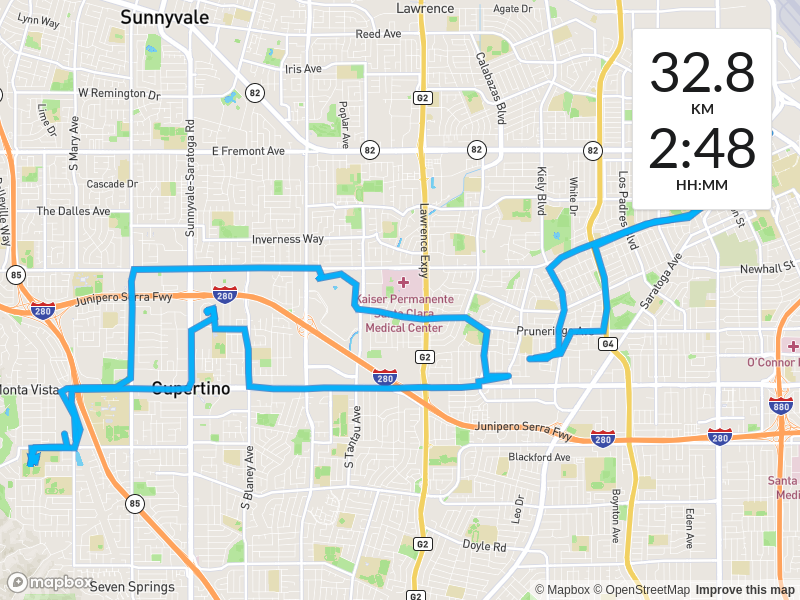 Sunnyvale
Lawrence
Agate Dr
Lynn Way
Reed Ave
Iris Ave
Calabazas Blvd
W Remington Dr
82
G2
Lime Dr
S Mary Ave
Poplar Ave
Sunnyvale-Saratoga Rd
32.8
KM
2:48
HH:MM
E Fremont Ave
82
82
82
Kiely Blvd
White Dr
Los Padres Blvd
Cascade Dr
The Dalles Ave
Lawrence Expy
Inverness Way
85
Saratoga Ave
Newhall St
Kaiser Permanente
Santa Clara
Medical Center
Junipero Serra Fwy
280
280
Pruneridge Ave
G4
G2
O'Connor
Monta Vista
Cupertino
280
880
Junipero Serra Fwy
280
280
S Tantau Ave
S Blaney Ave
Blackford Ave
Santa
85
Leo Dr
Boynton Ave
Eden Ave
G2
Doyle Rd
Seven Springs
G2
mapbox
© Mapbox © OpenStreetMap Improve this map